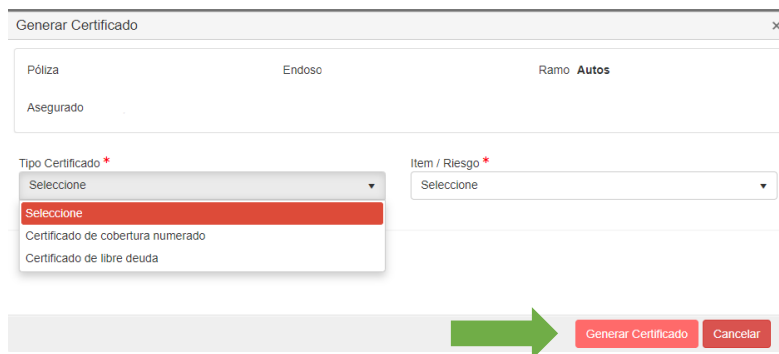 Generar Certificado ×
Póliza Endoso Ramo Autos
Asegurado
Tipo Certificado * Item / Riesgo *
Seleccione Seleccione
Seleccione
Certificado de cobertura numerado
Certificado de libre deuda
Generar Certificado Cancelar